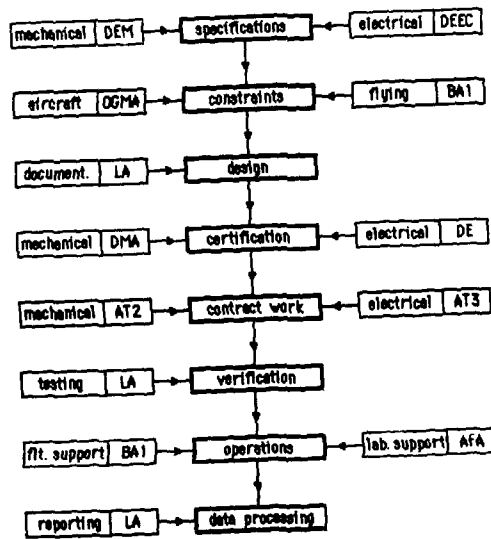 mechanical DEM specifications electrical DEEC
aircraft OGMA constraints flying BA1
document. LA design
mechanical DMA certification electrical DE
mechanical AT2 contract work electrical AT3
testing LA verification
flt. support BA1 operations lab. support AFA
reporting LA data processing